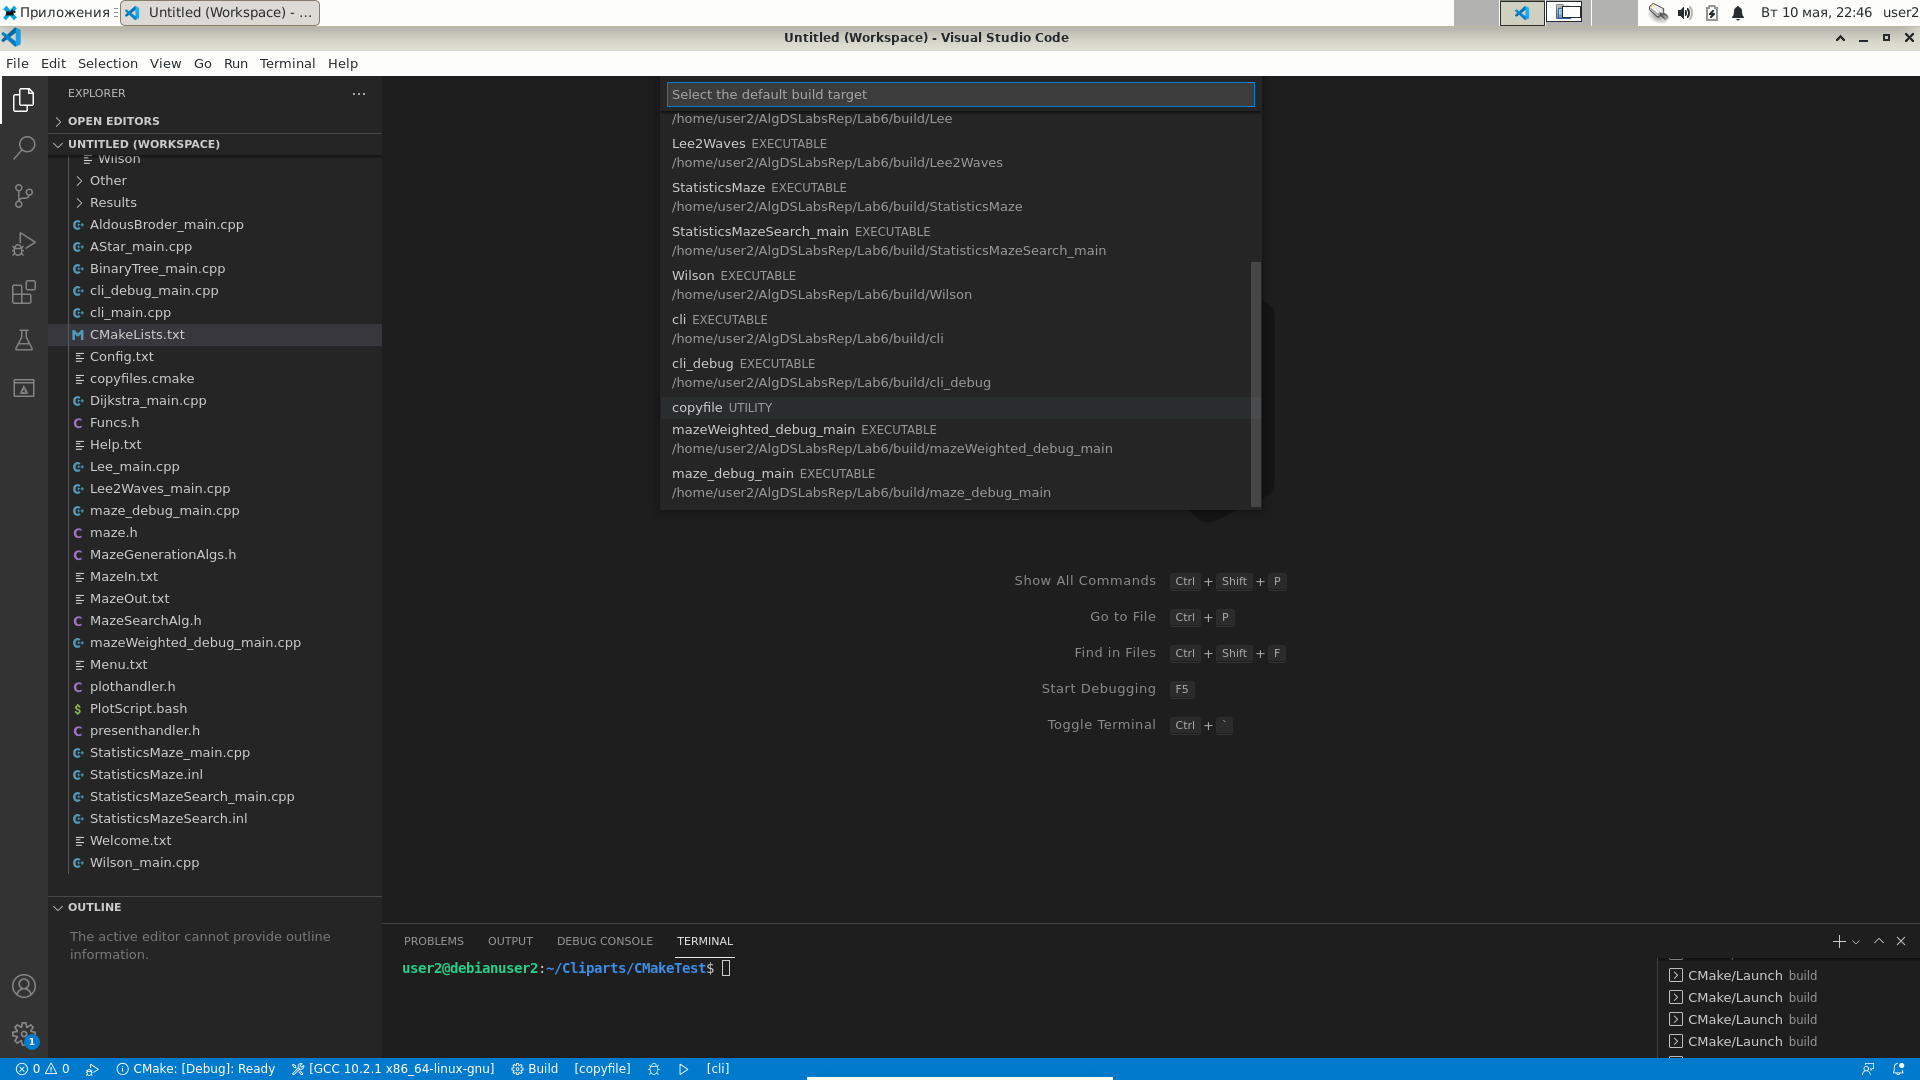 Приложения
Untitled (Workspace) - ...
Вт 10 мая, 22:46
user2
Untitled (Workspace) - Visual Studio Code
File Edit Selection View Go Run Terminal Help
EXPLORER
OPEN EDITORS
UNTITLED (WORKSPACE)
Wilson
Other
Results
AldousBroder_main.cpp
AStar_main.cpp
BinaryTree_main.cpp
cli_debug_main.cpp
cli_main.cpp
CMakeLists.txt
Config.txt
copyfiles.cmake
Dijkstra_main.cpp
Funcs.h
Help.txt
Lee_main.cpp
Lee2Waves_main.cpp
maze_debug_main.cpp
maze.h
MazeGenerationAlgs.h
MazeIn.txt
MazeOut.txt
MazeSearchAlg.h
mazeWeighted_debug_main.cpp
Menu.txt
plothandler.h
PlotScript.bash
presenthandler.h
StatisticsMaze_main.cpp
StatisticsMaze.inl
StatisticsMazeSearch_main.cpp
StatisticsMazeSearch.inl
Welcome.txt
Wilson_main.cpp
OUTLINE
The active editor cannot provide outline
information.
1
Select the default build target
/home/user2/AlgDSLabsRep/Lab6/build/Lee
Lee2Waves EXECUTABLE
/home/user2/AlgDSLabsRep/Lab6/build/Lee2Waves
StatisticsMaze EXECUTABLE
/home/user2/AlgDSLabsRep/Lab6/build/StatisticsMaze
StatisticsMazeSearch_main EXECUTABLE
/home/user2/AlgDSLabsRep/Lab6/build/StatisticsMazeSearch_main
Wilson EXECUTABLE
/home/user2/AlgDSLabsRep/Lab6/build/Wilson
cli EXECUTABLE
/home/user2/AlgDSLabsRep/Lab6/build/cli
cli_debug EXECUTABLE
/home/user2/AlgDSLabsRep/Lab6/build/cli_debug
copyfile UTILITY
mazeWeighted_debug_main EXECUTABLE
/home/user2/AlgDSLabsRep/Lab6/build/mazeWeighted_debug_main
maze_debug_main EXECUTABLE
/home/user2/AlgDSLabsRep/Lab6/build/maze_debug_main
Show All Commands Ctrl + Shift + P
Go to File Ctrl + P
Find in Files Ctrl + Shift + F
Start Debugging F5
Toggle Terminal Ctrl + `
PROBLEMS OUTPUT DEBUG CONSOLE TERMINAL
user2@debianuser2:~/Cliparts/CMakeTest$
CMake/Launch build
CMake/Launch build
CMake/Launch build
CMake/Launch build
0 0 CMake: [Debug]: Ready [GCC 10.2.1 x86_64-linux-gnu] Build [copyfile] [cli]